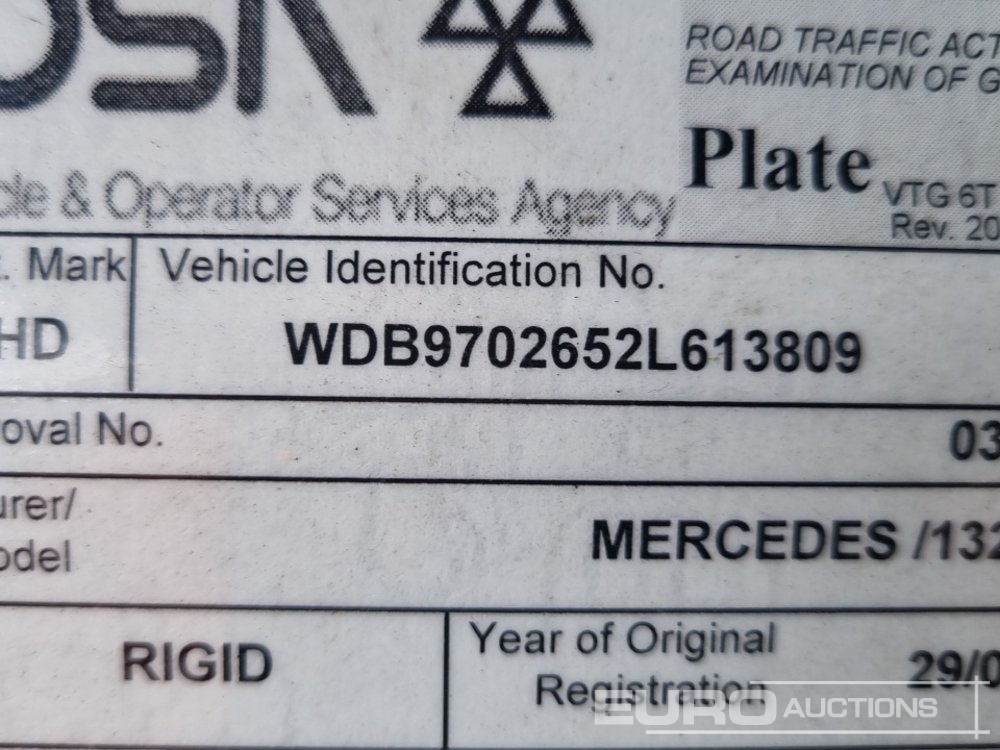 OSA
ROAD TRAFFIC ACT
EXAMINATION OF G
Plate
VTG 6T
Rev. 20
cle & Operator Services Agency
. Mark
Vehicle Identification No.
HD
WDB9702652L613809
oval No.
03
urer/
odel
MERCEDES /132
RIGID
Year of Original
Registration
29/0
EURO AUCTIONS